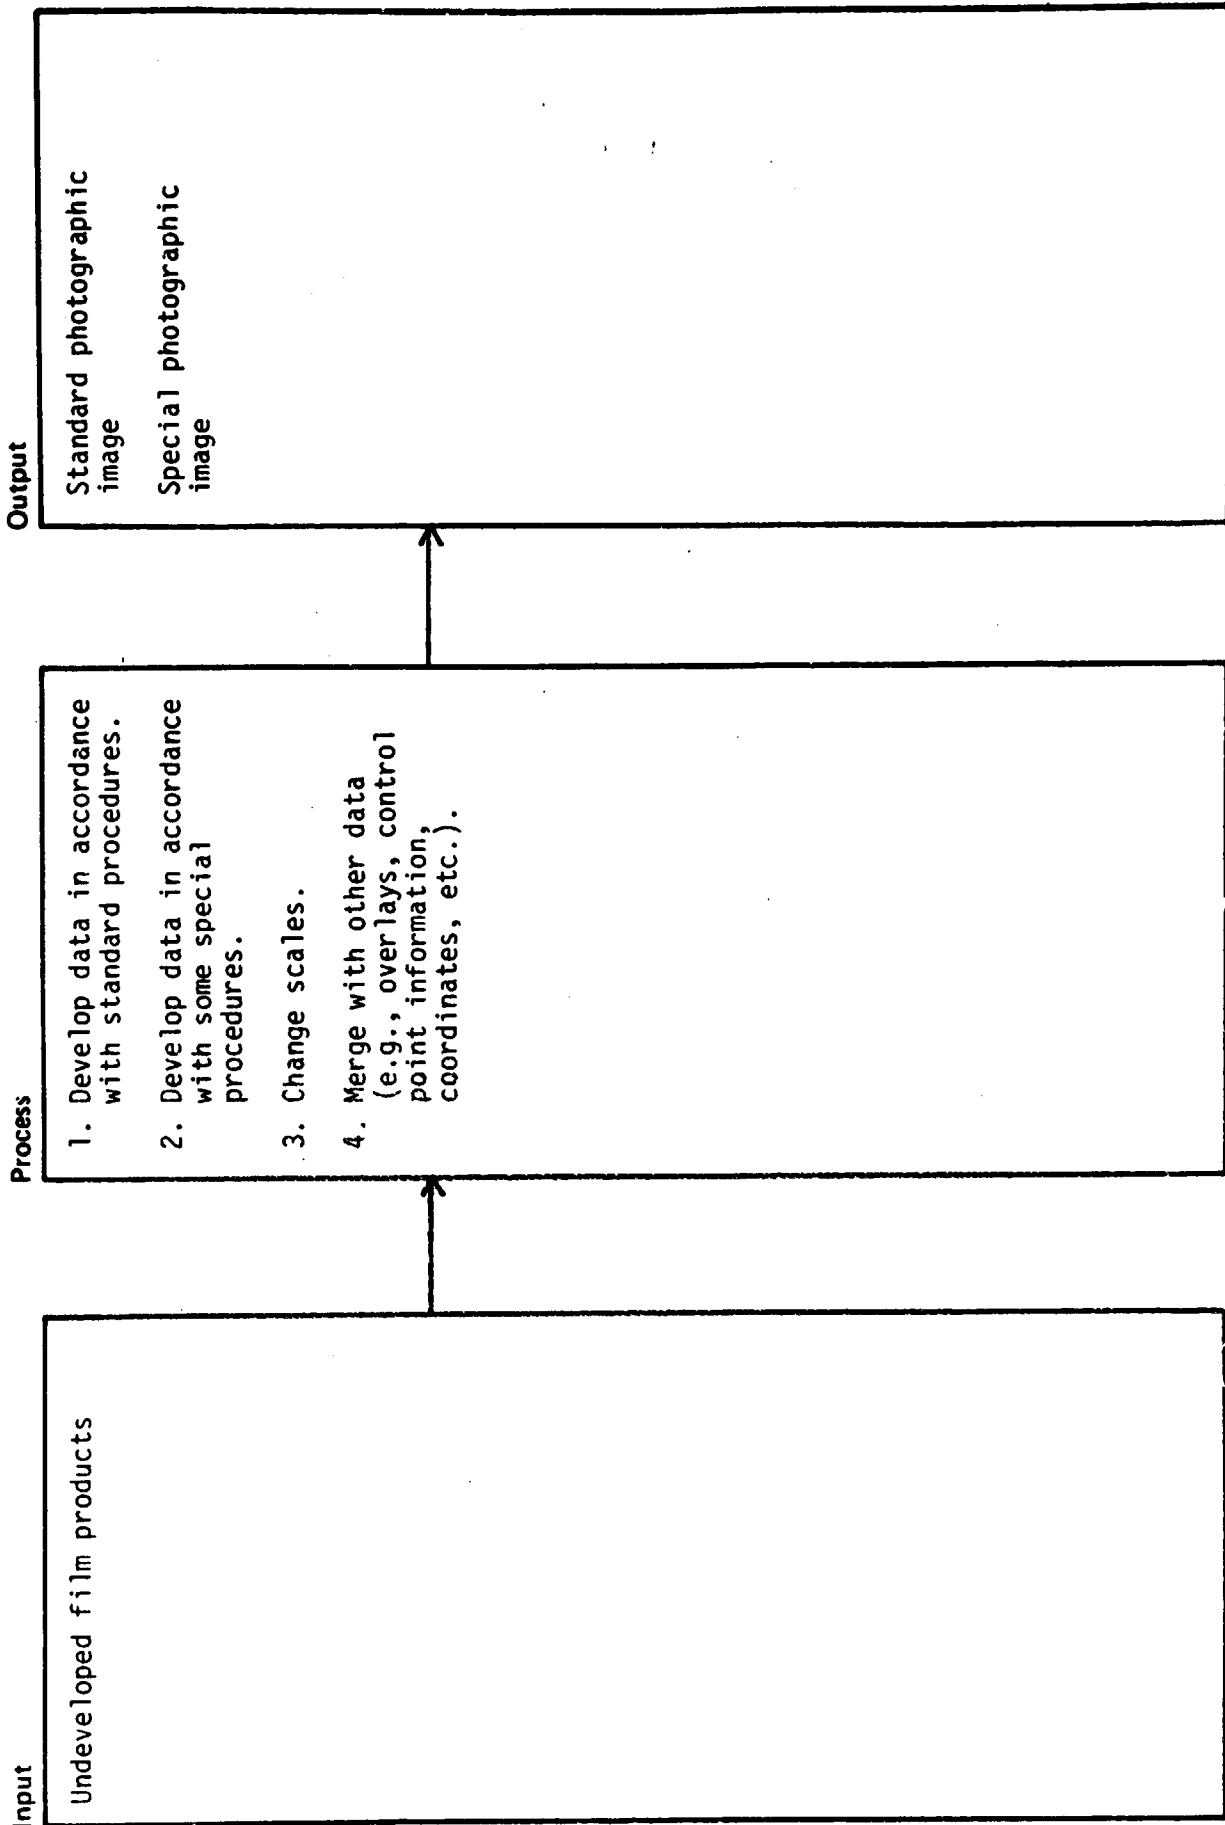 nput
Undeveloped film products
Process
1. Develop data in accordance
with standard procedures.
2. Develop data in accordance
with some special
procedures.
3. Change scales.
4. Merge with other data
(e.g., overlays, control
point information,
coordinates, etc.).
Output
Standard photographic
image
Special photographic
image